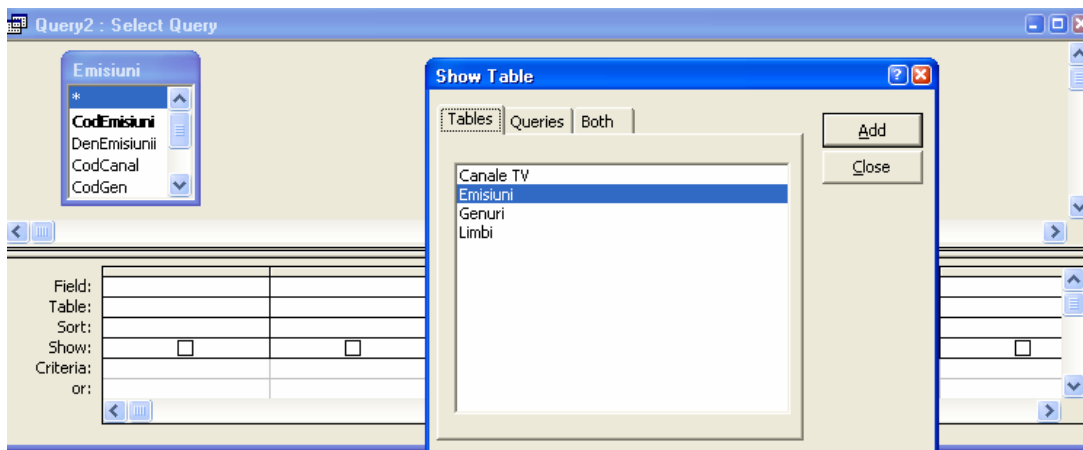 Query2 : Select Query
Emisiuni
*
CodEmisiuni
DenEmisiunii
CodCanal
CodGen
Show Table
Tables Queries Both
Canale TV
Emisiuni
Genuri
Limbi
Add
Close
Field:
Table:
Sort:
Show:
Criteria:
or: